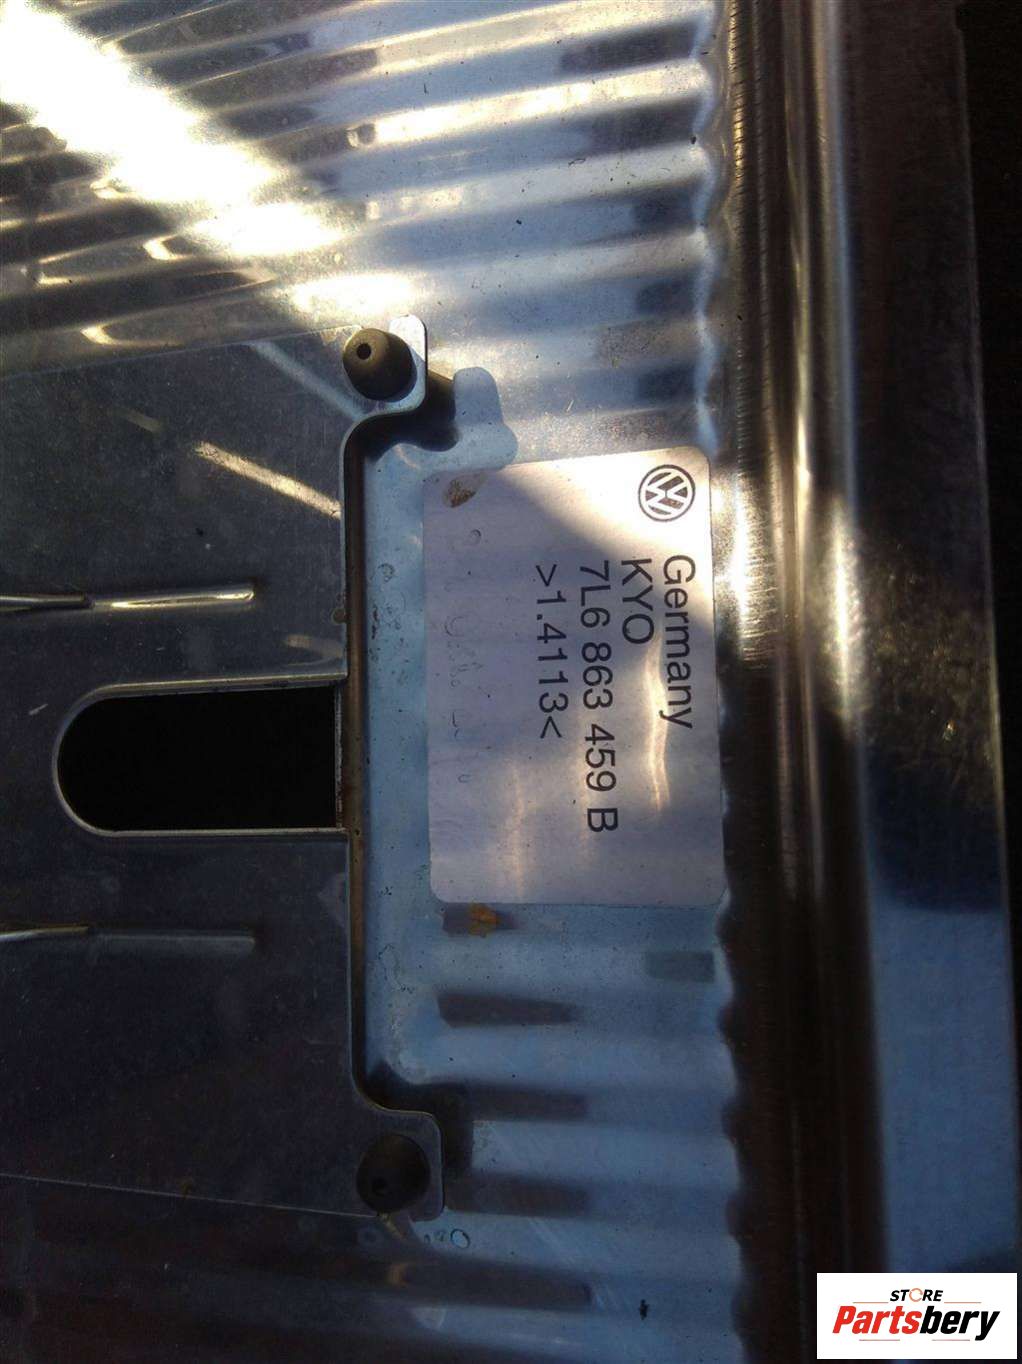 Germany
KYO
7L6 863 459 B
>1.4113<
STORE
Partsbery